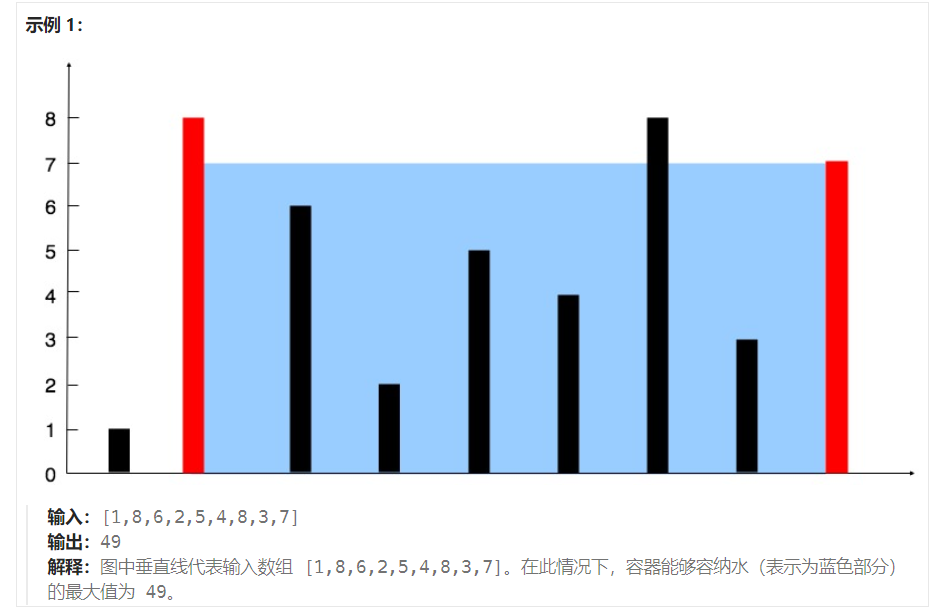 示例 1：
8
7
6
5
4
3
2
1
0
输入：[1,8,6,2,5,4,8,3,7]
输出：49
解释：图中垂直线代表输入数组 [1,8,6,2,5,4,8,3,7]。在此情况下，容器能够容纳水（表示为蓝色部分）
的最大值为 49。